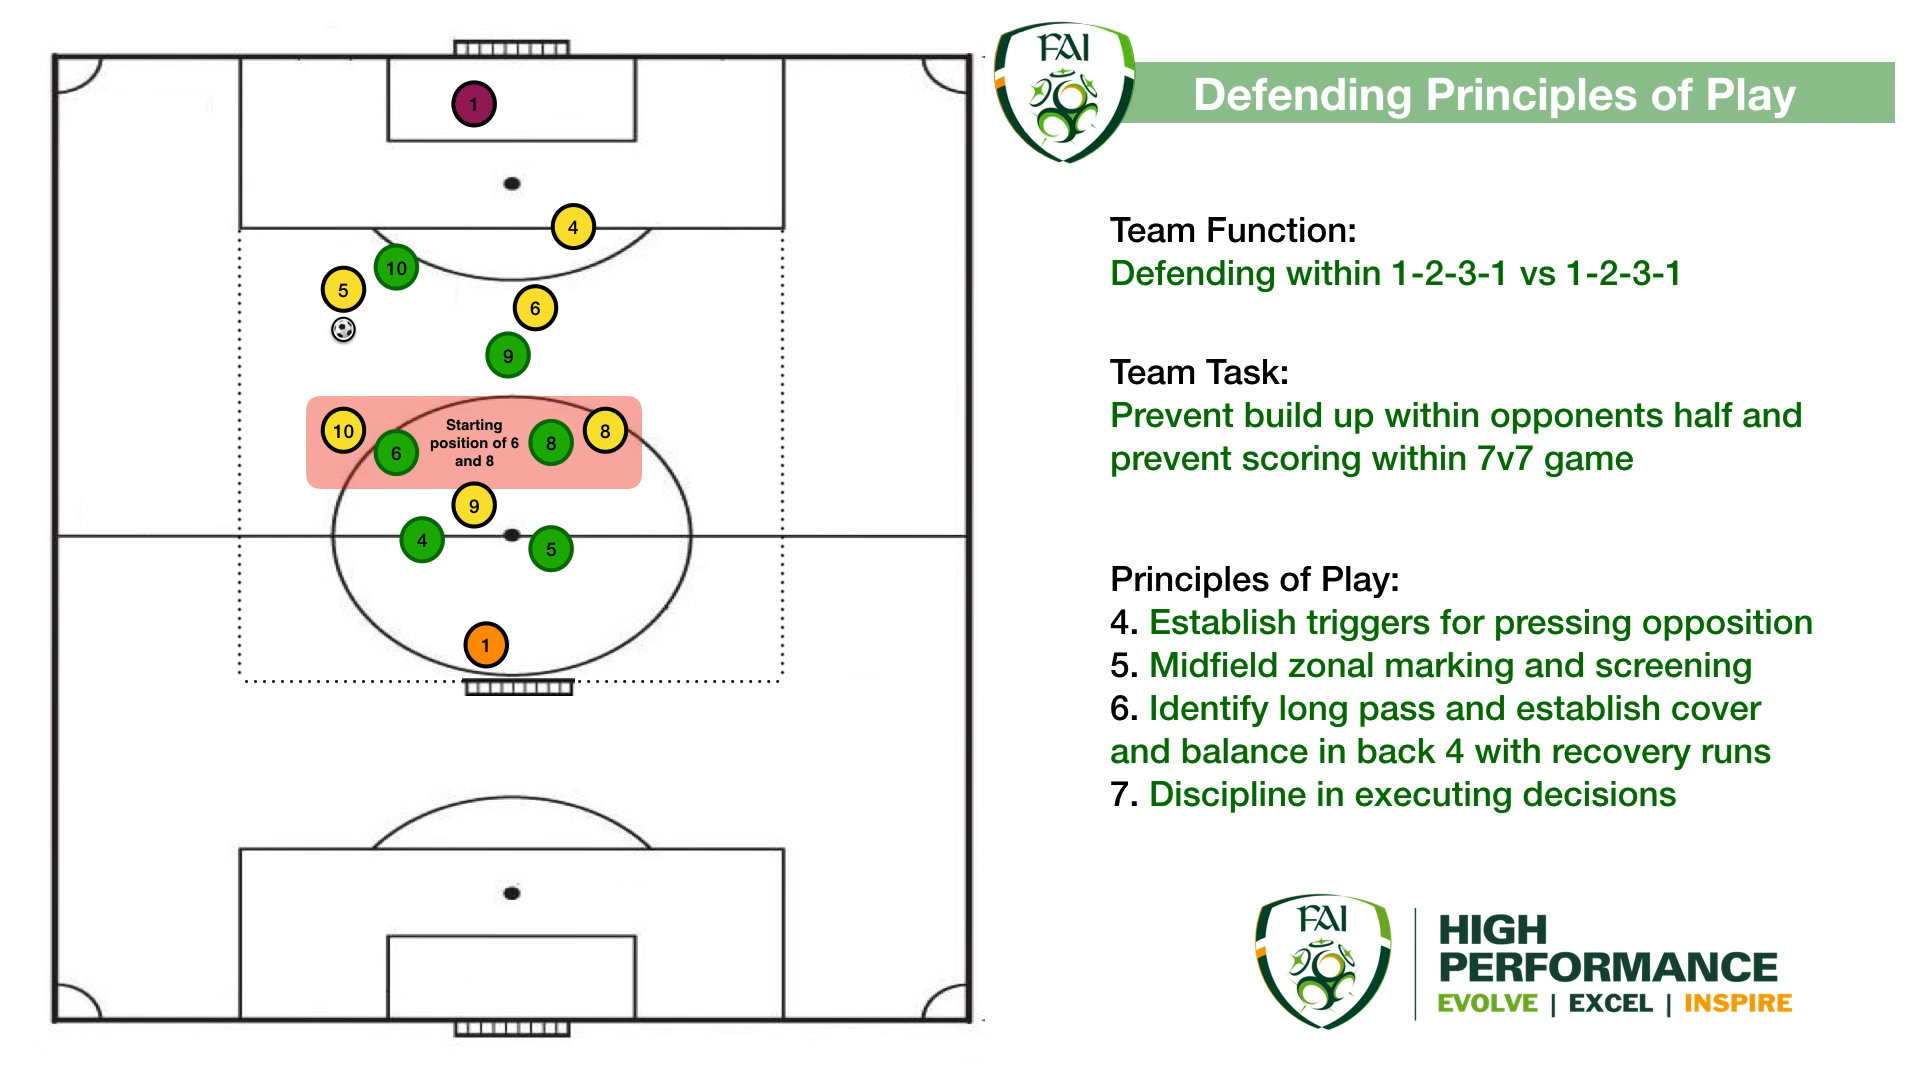 FAI
Defending Principles of Play
1
4
10
5
6
9
10
Starting
position of 6
and 8
8
8
6
9
4
5
1
Team Function:
Defending within 1-2-3-1 vs 1-2-3-1
Team Task:
Prevent build up within opponents half and
prevent scoring within 7v7 game
Principles of Play:
4. Establish triggers for pressing opposition
5. Midfield zonal marking and screening
6. Identify long pass and establish cover
and balance in back 4 with recovery runs
7. Discipline in executing decisions
FAI
HIGH
PERFORMANCE
EVOLVE | EXCEL | INSPIRE